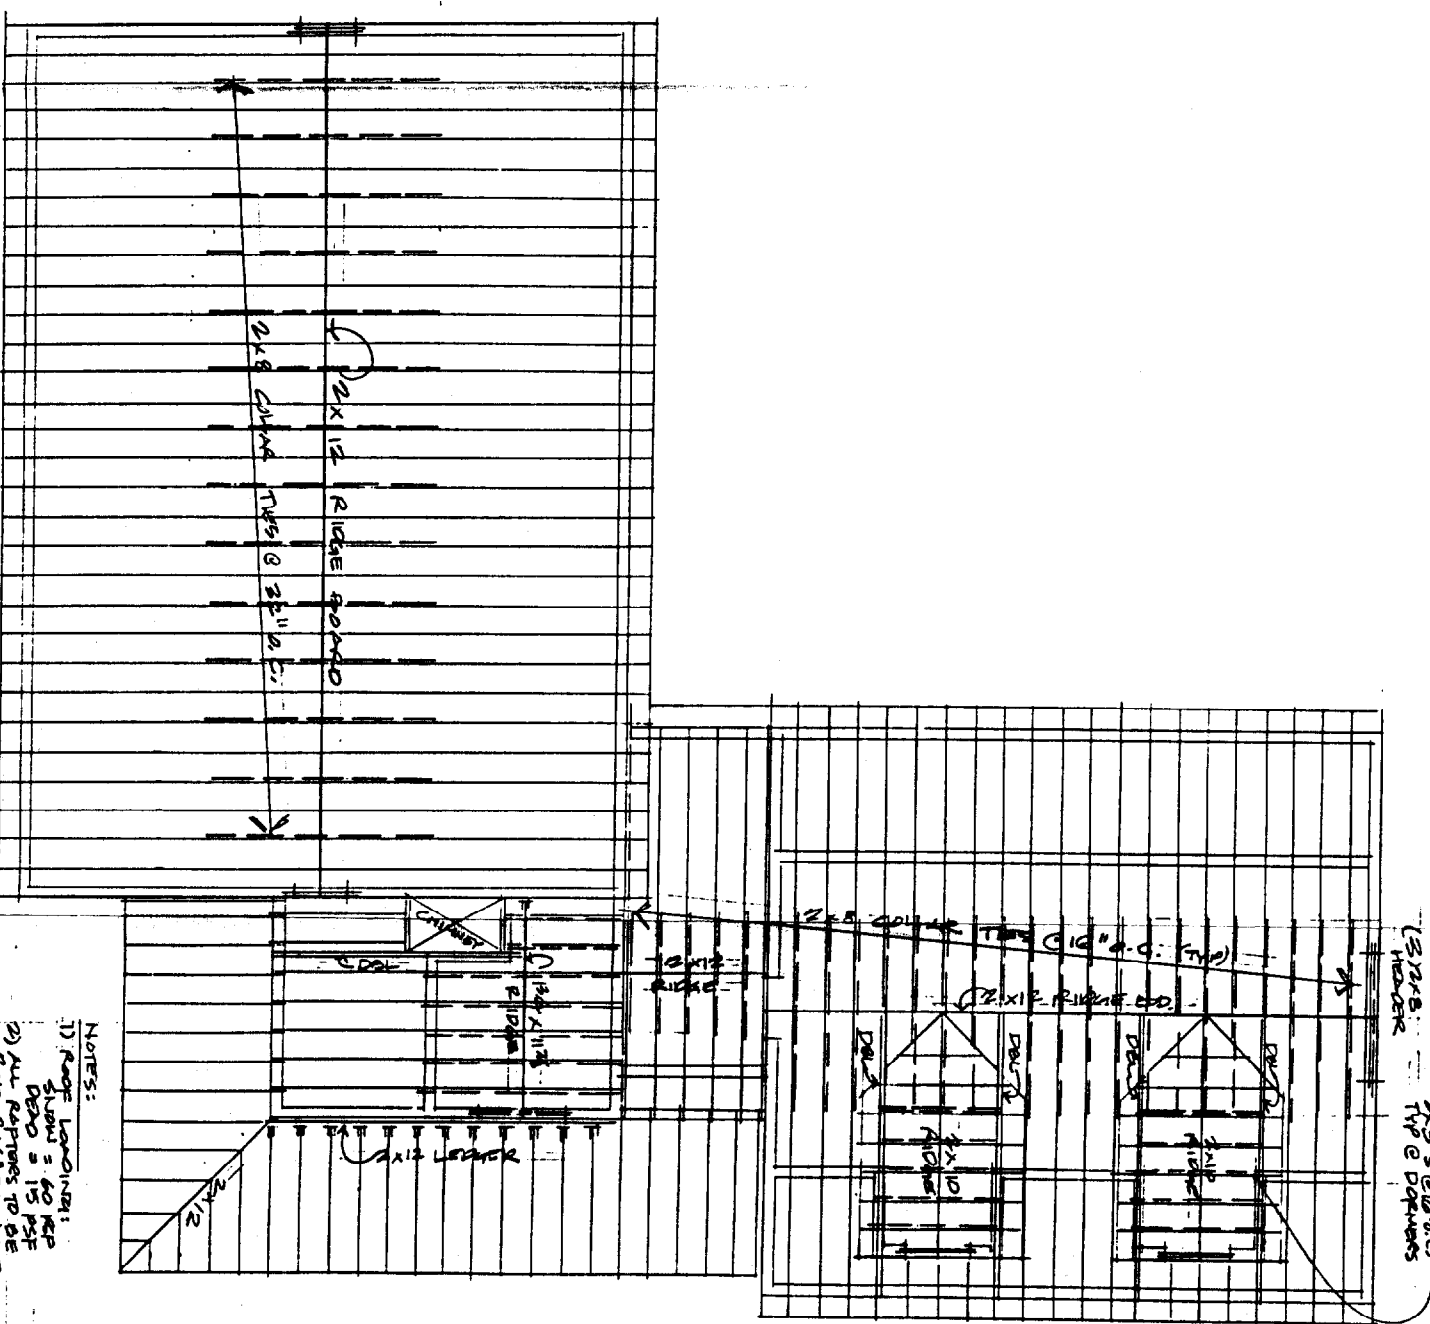 2x8 COLLAR TIES @ 32" O.C.
2 x 12 RIDGE BOARD
2x8 COLLAR TIES @ 16" O.C. (TYP)
2x12
RIDGE
2x12 RIDGE BD.
CHIMNEY
DBL
RIDGE
2x12 LEDGER
2x12
DBL
DBL
DBL
DBL
2x10
RIDGE
2x10
RIDGE
(3) 2x8
HEADER
TYP @ DORMERS
NOTES:
1) ROOF LOADING:
SNOW = 60 PSF
DEAD = 15 PSF
2) ALL RAFTERS TO BE